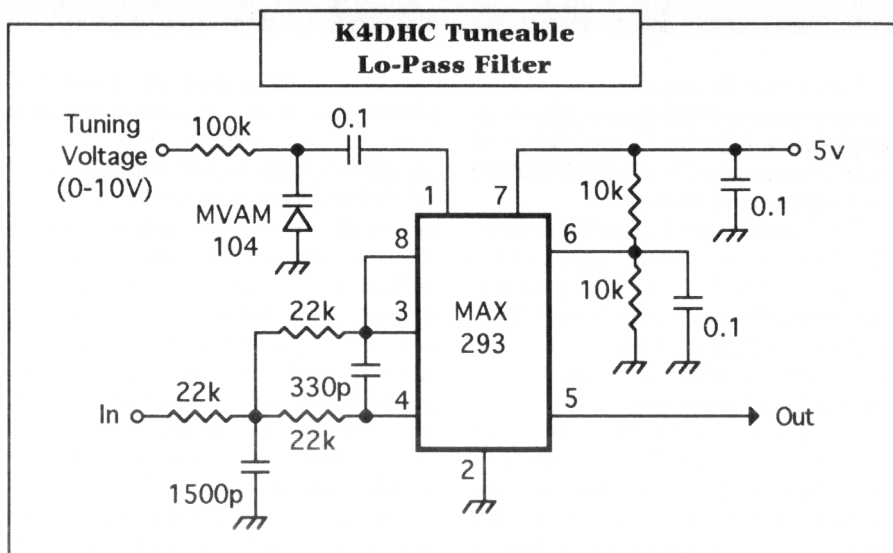 K4DHC Tuneable
Lo-Pass Filter
Tuning
Voltage
(0-10V)
100k
0.1
MVAM
104
1
7
8
6
3
4
5
2
MAX
293
10k
10k
0.1
0.1
5v
22k
330p
In
22k
22k
1500p
Out